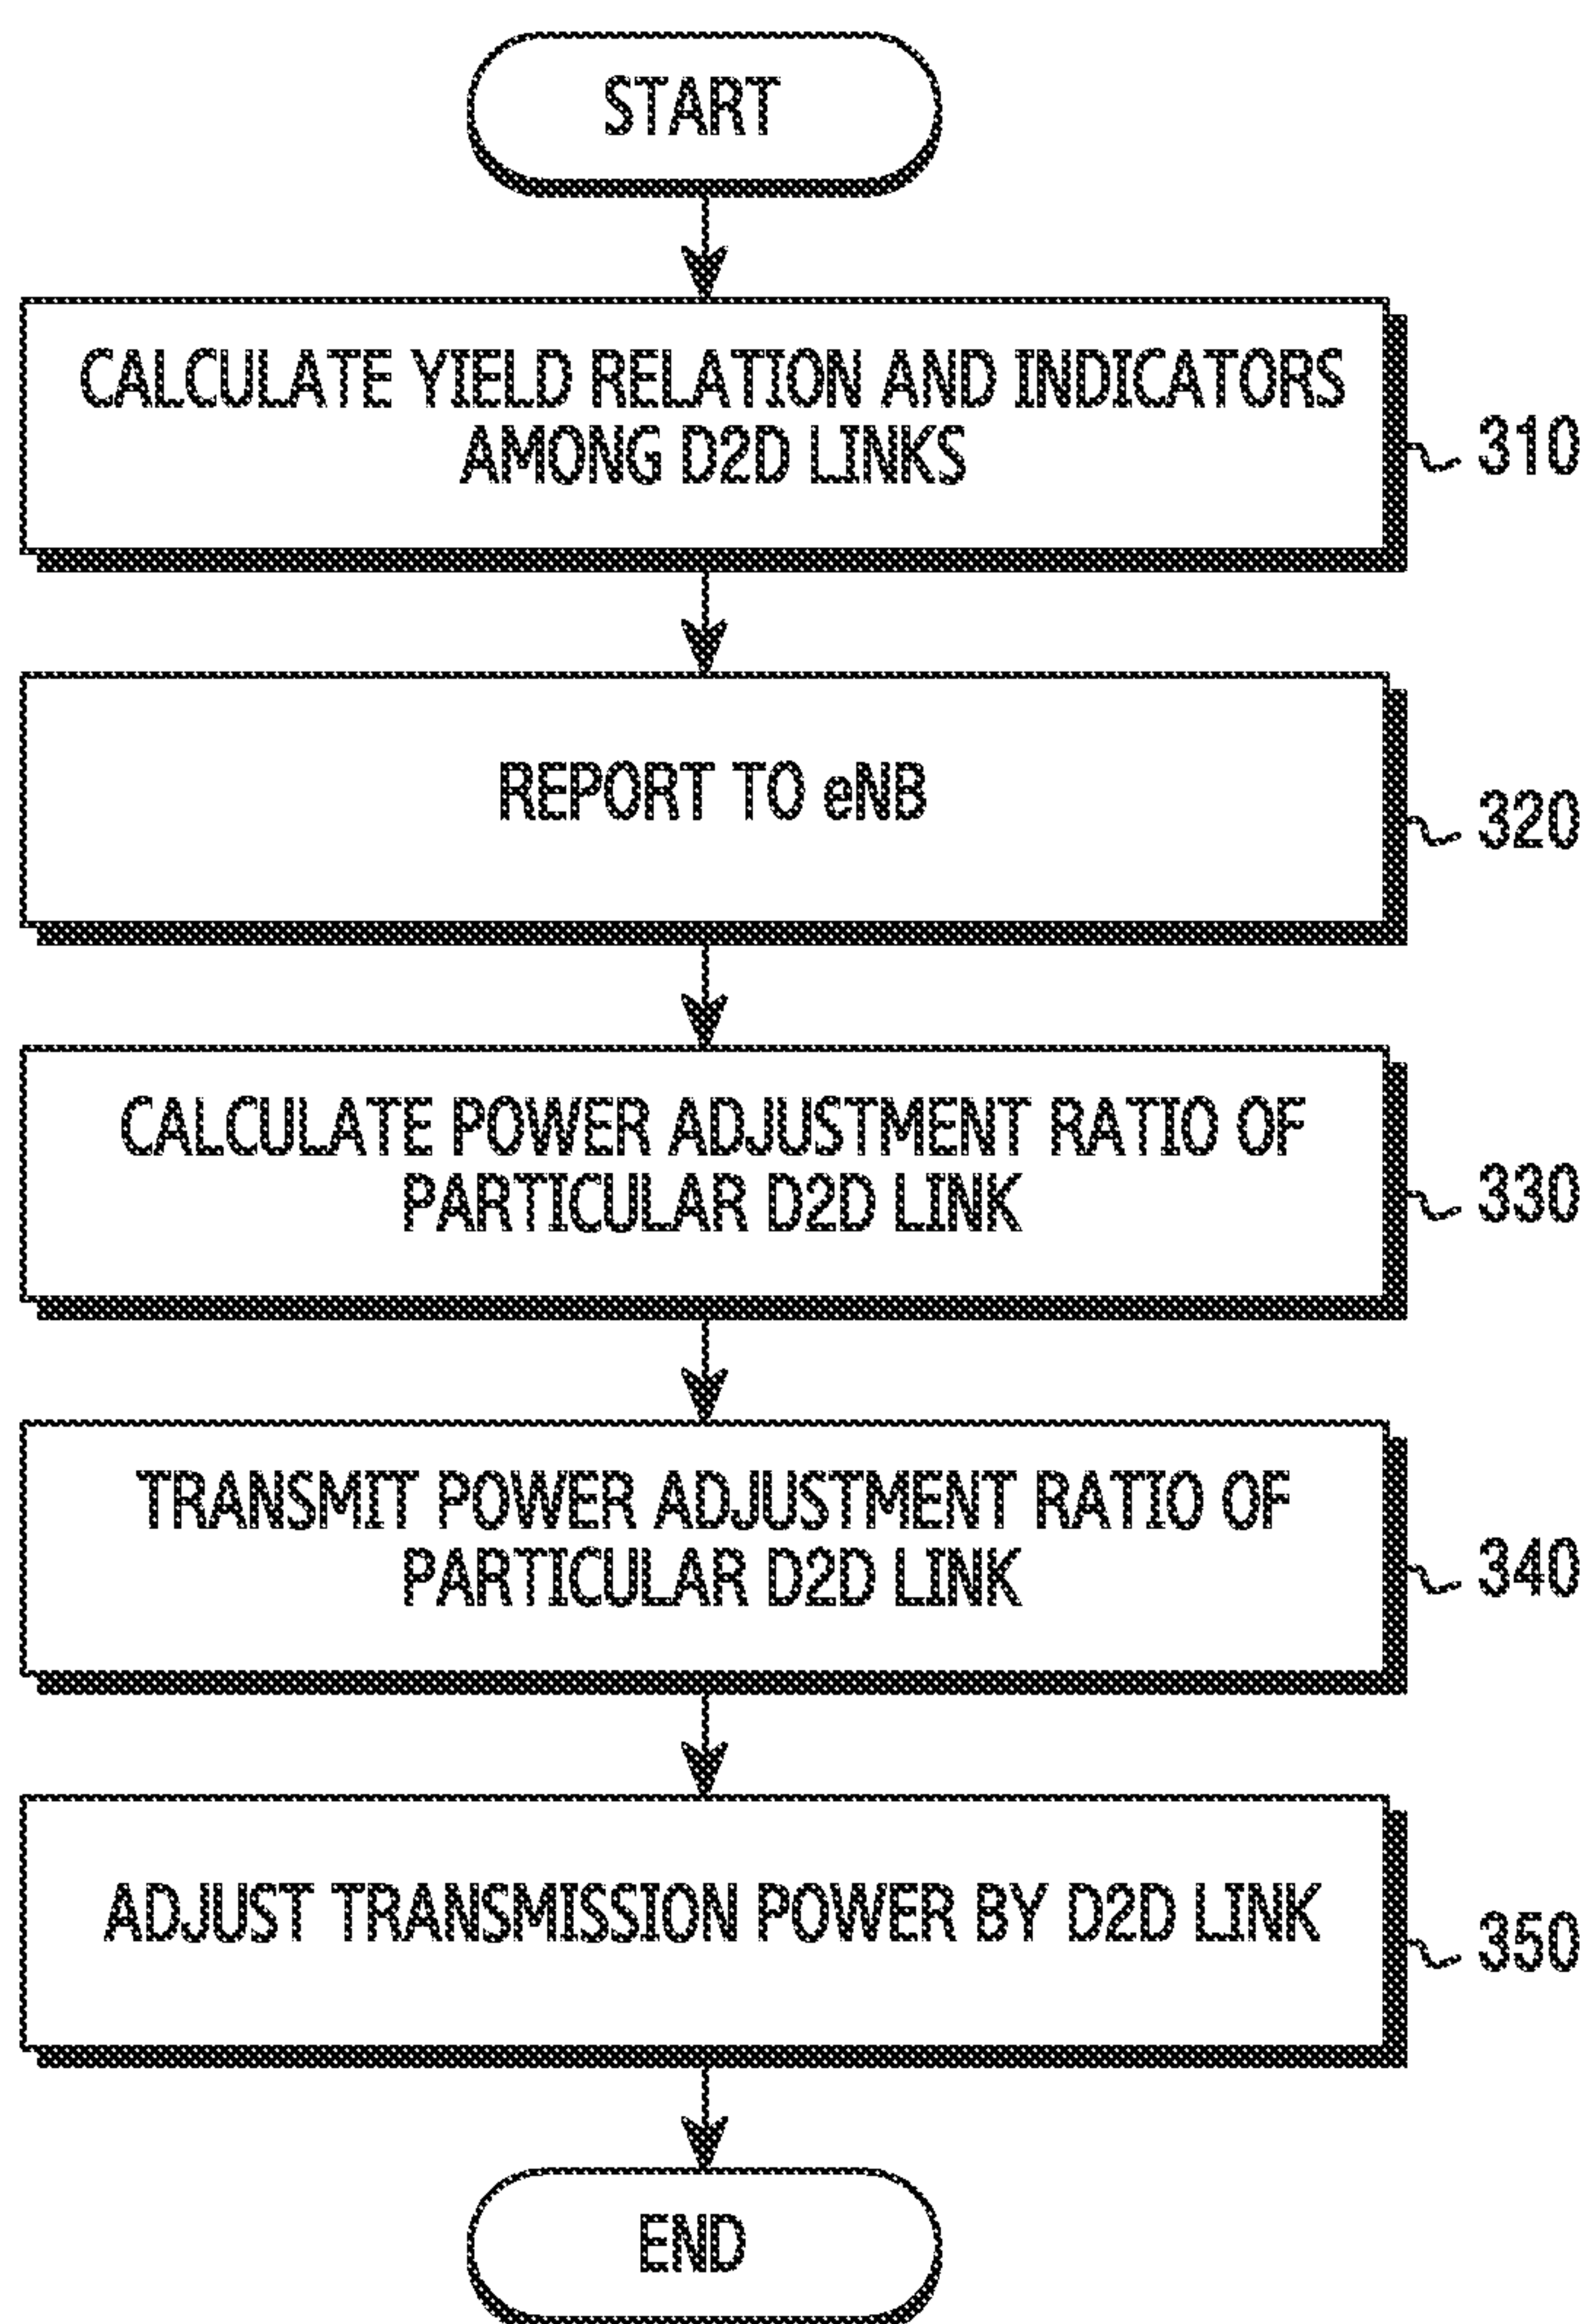 START
CALCULATE YIELD RELATION AND INDICATORS
AMONG D2D LINKS
310
REPORT TO eNB
320
CALCULATE POWER ADJUSTMENT RATIO OF
PARTICULAR D2D LINK
330
TRANSMIT POWER ADJUSTMENT RATIO OF
PARTICULAR D2D LINK
340
ADJUST TRANSMISSION POWER BY D2D LINK
350
END